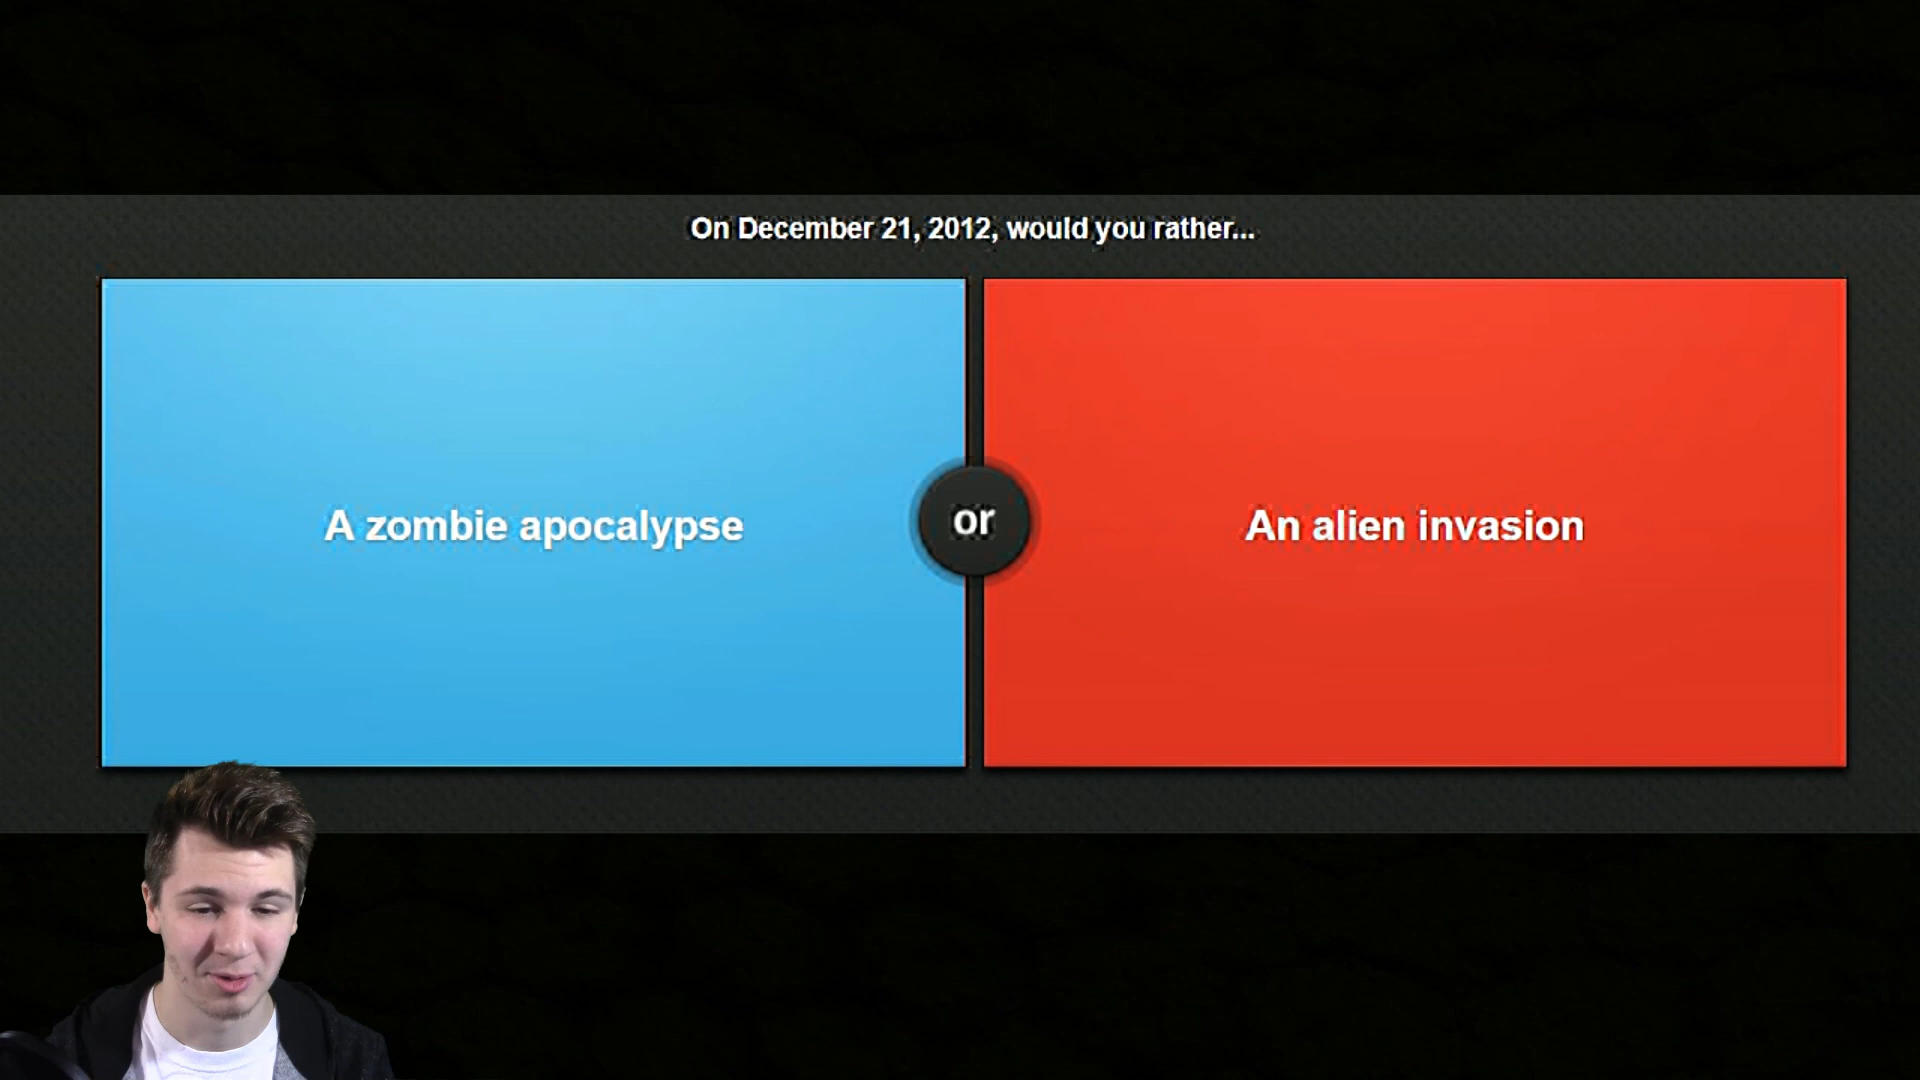 On December 21, 2012, would you rather...
A zombie apocalypse
or
An alien invasion